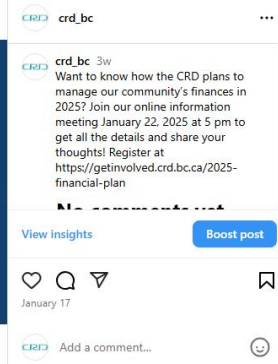 CRD crd_bc
CRD crd_bc 3w
Want to know how the CRD plans to
manage our community's finances in
2025? Join our online information
meeting January 22, 2025 at 5 pm to
get all the details and share your
thoughts! Register at
https://getinvolved.crd.bc.ca/2025-
financial-plan
No comments yet
View insights Boost post
January 17
CRD Add a comment...